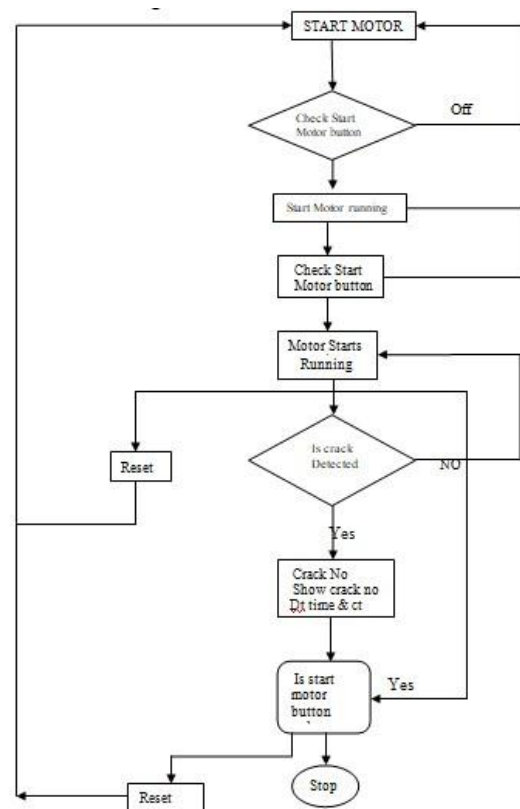 START MOTOR
Check Start
Motor button
Off
Start Motor running
Check Start
Motor button
Motor Starts
Running
Is crack
Detected
NO
Reset
Yes
Crack No
Show crack no
Dt time & ct
Is start
motor
button
Yes
Stop
Reset